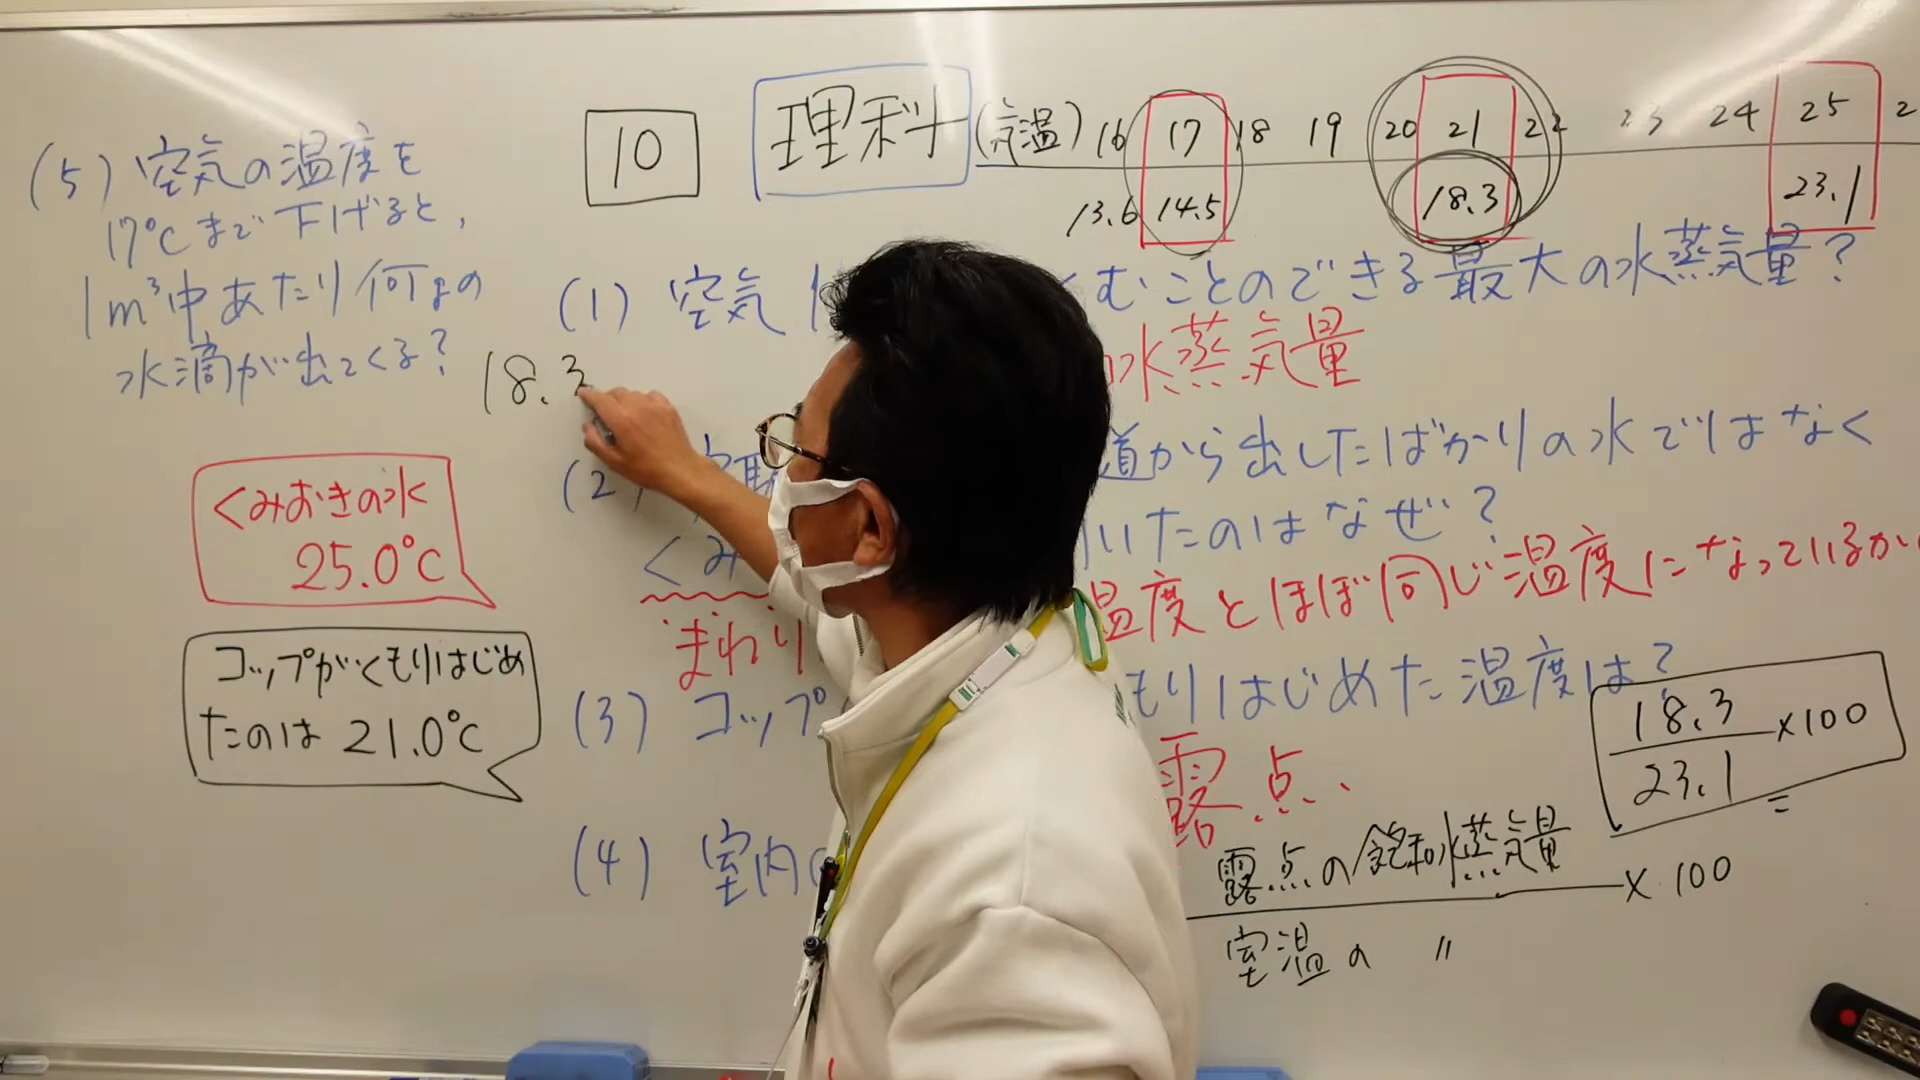 10
理科
(気温) 16 17 18 19 20 21 22 23 24 25 2
13.6 14.5 18.3 23.1
(5) 空気の温度を
17℃まで下げると,
1m³中あたり何gの
水滴が出てくる?
18.3
(1) 空気 むことのできる最大の水蒸気量?
水蒸気量
(2) 道から出したばかりの水ではなく
くみ いたのはなぜ?
まわり 温度とほぼ同じ温度になっているか
くみおきの水
25.0℃
コップがくもりはじめ
たのは 21.0℃
(3) コップ もりはじめた温度は?
露点
18.3
23.1
×100
=
(4) 室内
露点の飽和水蒸気量
室温の 〃
× 100